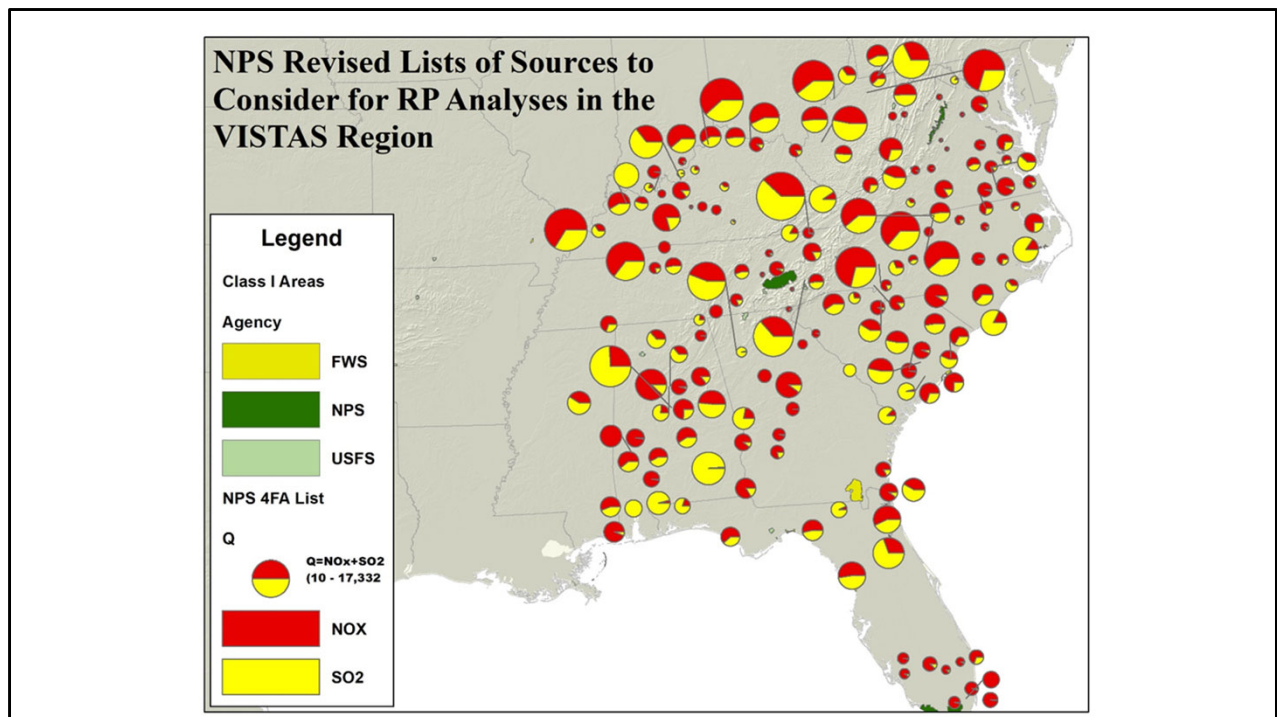 NPS Revised Lists of Sources to
Consider for RP Analyses in the
VISTAS Region
Legend
Class I Areas
Agency
FWS
NPS
USFS
NPS 4FA List
Q
Q=NOx+SO2
(10 - 17,332
NOX
SO2